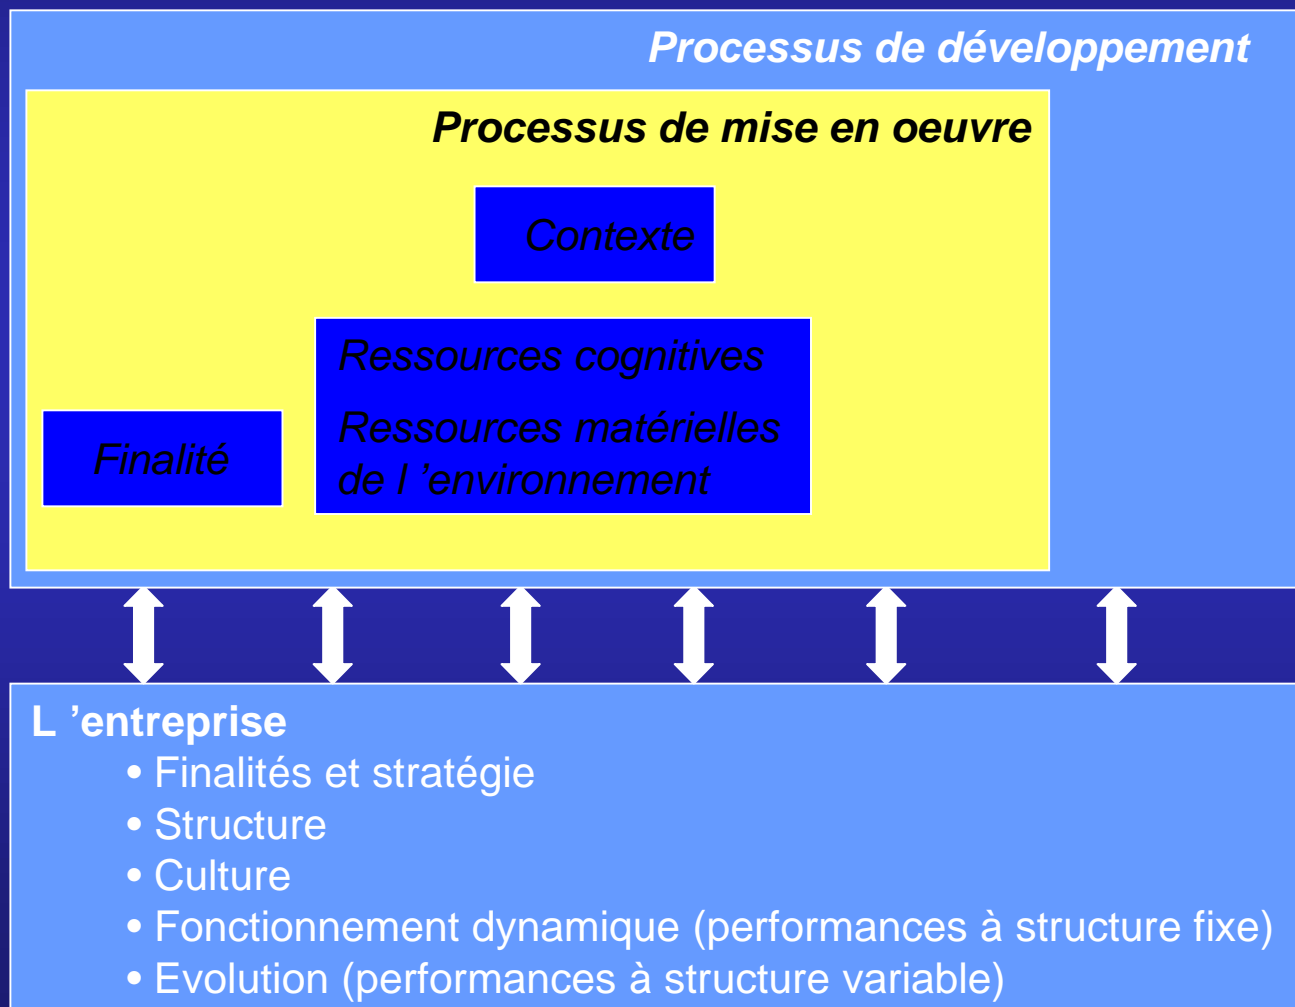 Processus de développement
Processus de mise en oeuvre
Contexte
Ressources cognitives
Ressources matérielles
de l ’environnement
Finalité
L ’entreprise
• Finalités et stratégie
• Structure
• Culture
• Fonctionnement dynamique (performances à structure fixe)
• Evolution (performances à structure variable)